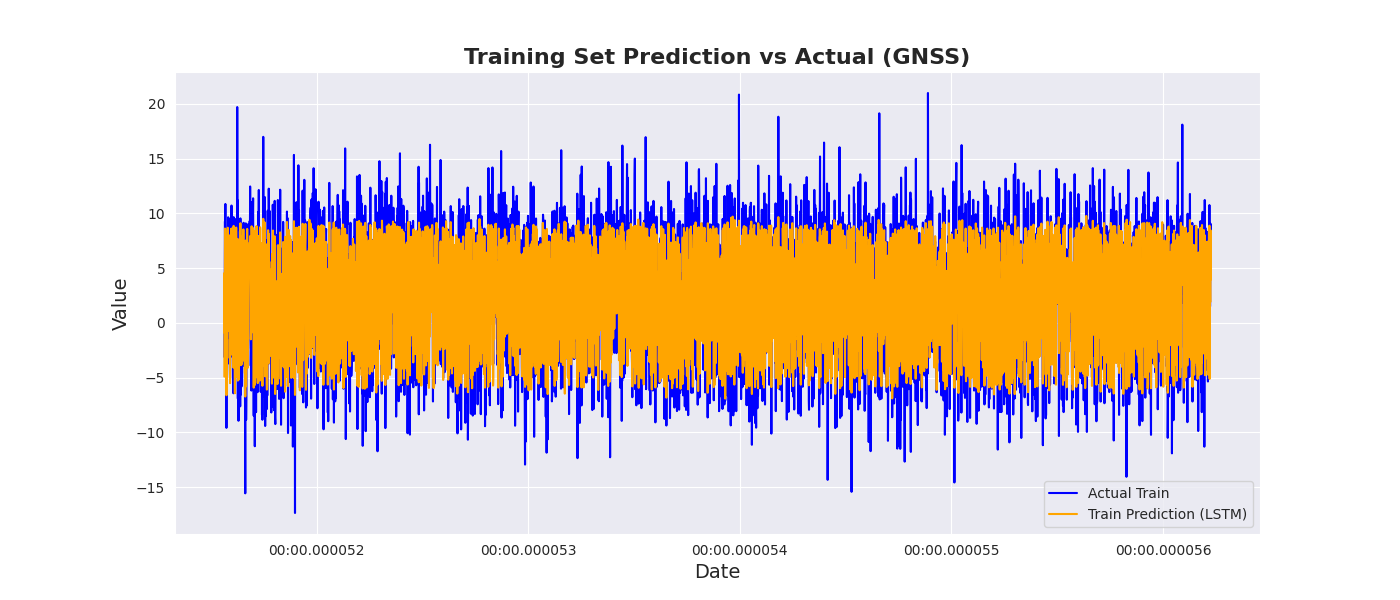 Training Set Prediction vs Actual (GNSS)
20
15
10
5
0
−5
−10
−15
Value
00:00.000052
00:00.000053
00:00.000054
00:00.000055
00:00.000056
Date
Actual Train
Train Prediction (LSTM)